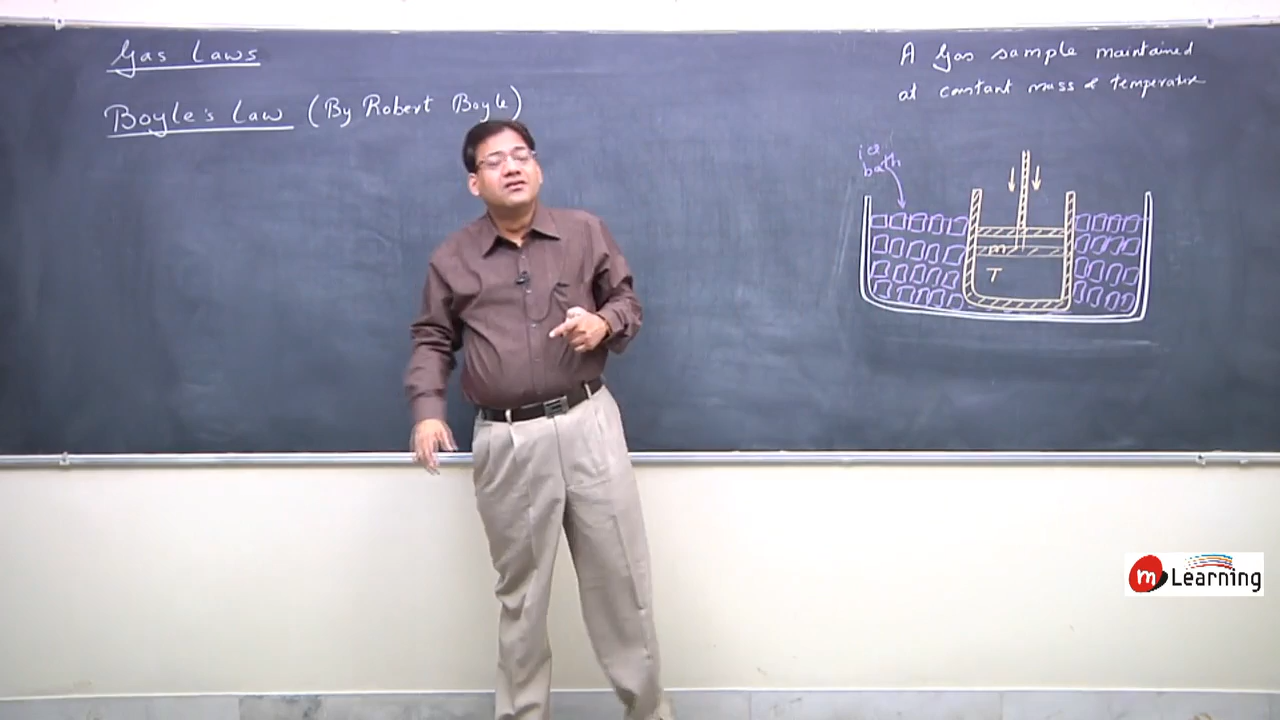 Gas Laws
Boyle's Law (By Robert Boyle)
A Gas sample maintained
at constant mass & temperature
ice
bath
m
T
m Learning